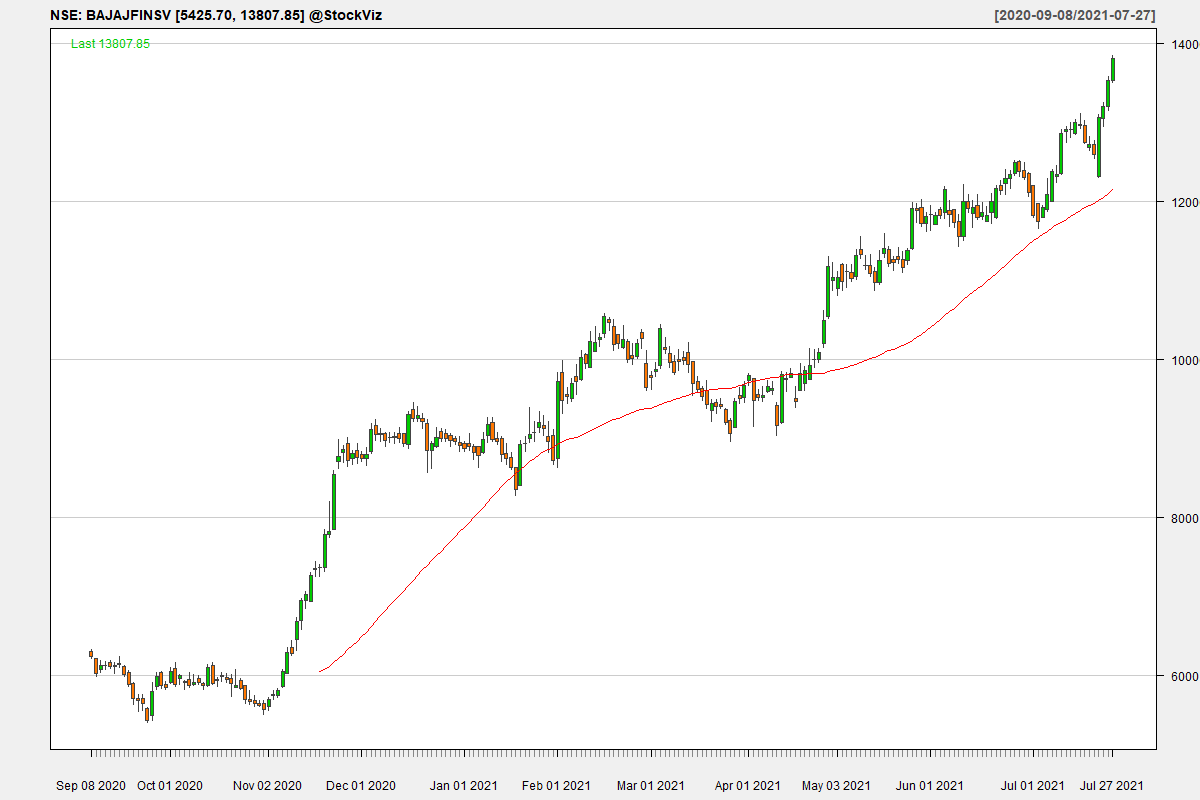 NSE: BAJAJFINSV [5425.70, 13807.85] @StockViz [2020-09-08/2021-07-27]
Last 13807.85
1400
1200
1000
8000
6000
Sep 08 2020 Oct 01 2020 Nov 02 2020 Dec 01 2020 Jan 01 2021 Feb 01 2021 Mar 01 2021 Apr 01 2021 May 03 2021 Jun 01 2021 Jul 01 2021 Jul 27 2021